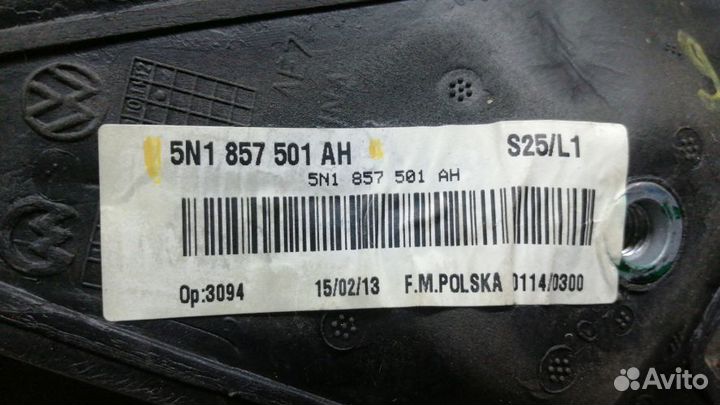 5N1 857 501 AH S25/L1
5N1 857 501 AH
Op:3094 15/02/13 F.M.POLSKA 0114/0300
Avito